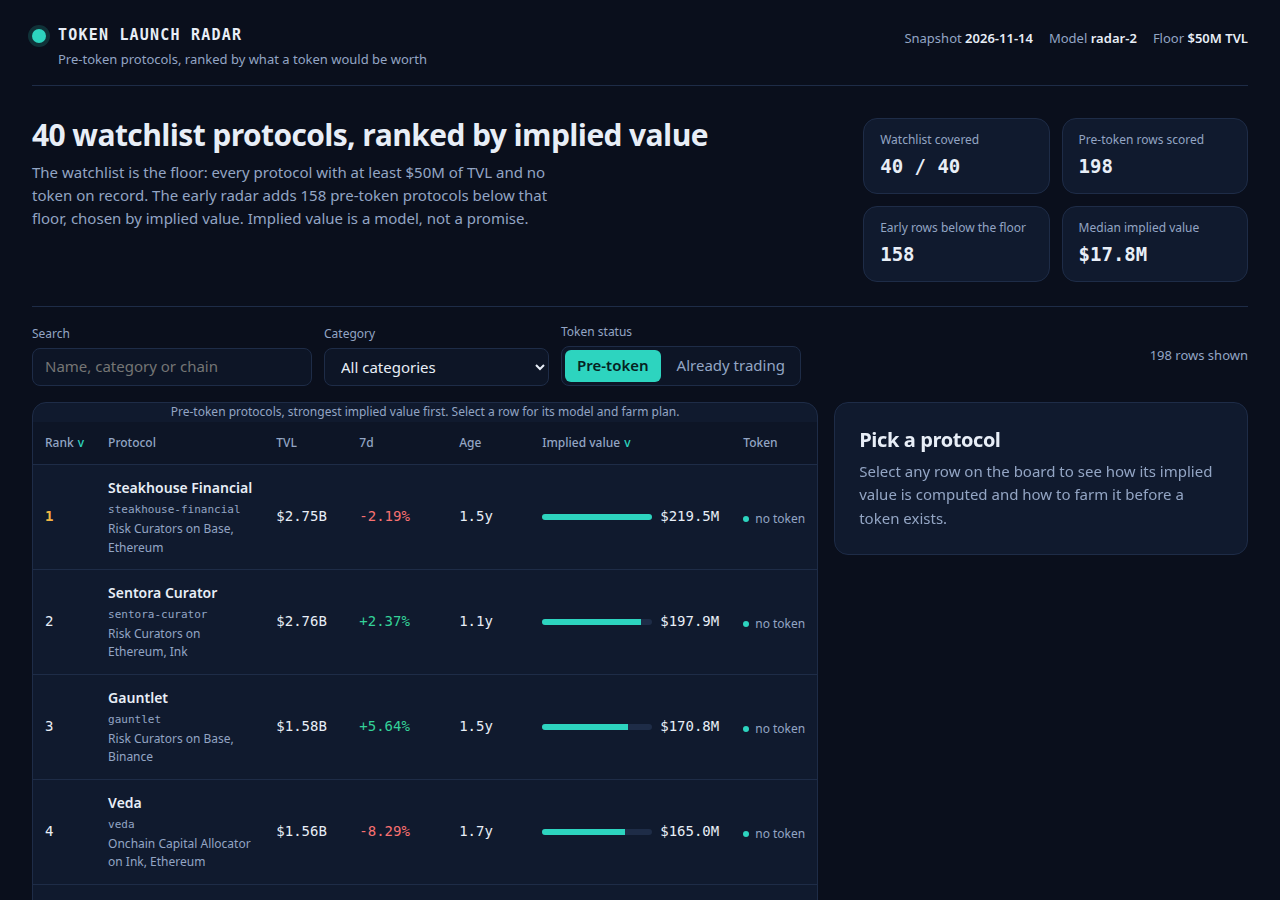 TOKEN LAUNCH RADAR
Pre-token protocols, ranked by what a token would be worth
Snapshot 2026-11-14 Model radar-2 Floor $50M TVL
40 watchlist protocols, ranked by implied value
The watchlist is the floor: every protocol with at least $50M of TVL and no
token on record. The early radar adds 158 pre-token protocols below that
floor, chosen by implied value. Implied value is a model, not a promise.
Watchlist covered
40 / 40
Pre-token rows scored
198
Early rows below the floor
158
Median implied value
$17.8M
Search
Name, category or chain
Category
All categories
Token status
Pre-token Already trading
198 rows shown
Pre-token protocols, strongest implied value first. Select a row for its model and farm plan.
Rank v Protocol TVL 7d Age Implied value v Token
1 Steakhouse Financial $2.75B -2.19% 1.5y $219.5M no token
steakhouse-financial
Risk Curators on Base,
Ethereum
2 Sentora Curator $2.76B +2.37% 1.1y $197.9M no token
sentora-curator
Risk Curators on
Ethereum, Ink
3 Gauntlet $1.58B +5.64% 1.5y $170.8M no token
gauntlet
Risk Curators on Base,
Binance
4 Veda $1.56B -8.29% 1.7y $165.0M no token
veda
Onchain Capital Allocator
on Ink, Ethereum
Pick a protocol
Select any row on the board to see how its implied
value is computed and how to farm it before a
token exists.